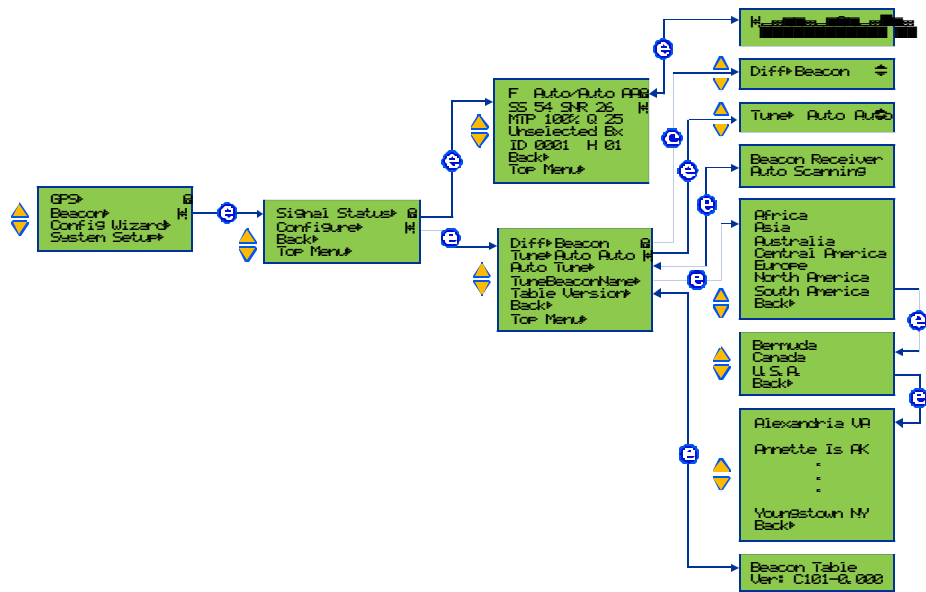 GPS
Beacon
Config Wizard
System Setup
Signal Status
Configure
Back
Top Menu
F Auto/Auto AA
SS 54 SNR 26
MTP 100% Q 25
Unselected Bx
ID 0001 H 01
Back
Top Menu
Diff Beacon
Tune Auto Auto
Auto Tune
TuneBeaconName
Table Version
Back
Top Menu
Diff Beacon
Tune Auto Auto
Beacon Receiver
Auto Scanning
Africa
Asia
Australia
Central America
Europe
North America
South America
Back
Bermuda
Canada
U.S.A.
Back
Alexandria VA
Annette Is AK
.
.
.
Youngstown NY
Back
Beacon Table
Ver: C101-0.000
e
e
e
e
e
e
e
e
e
e
e